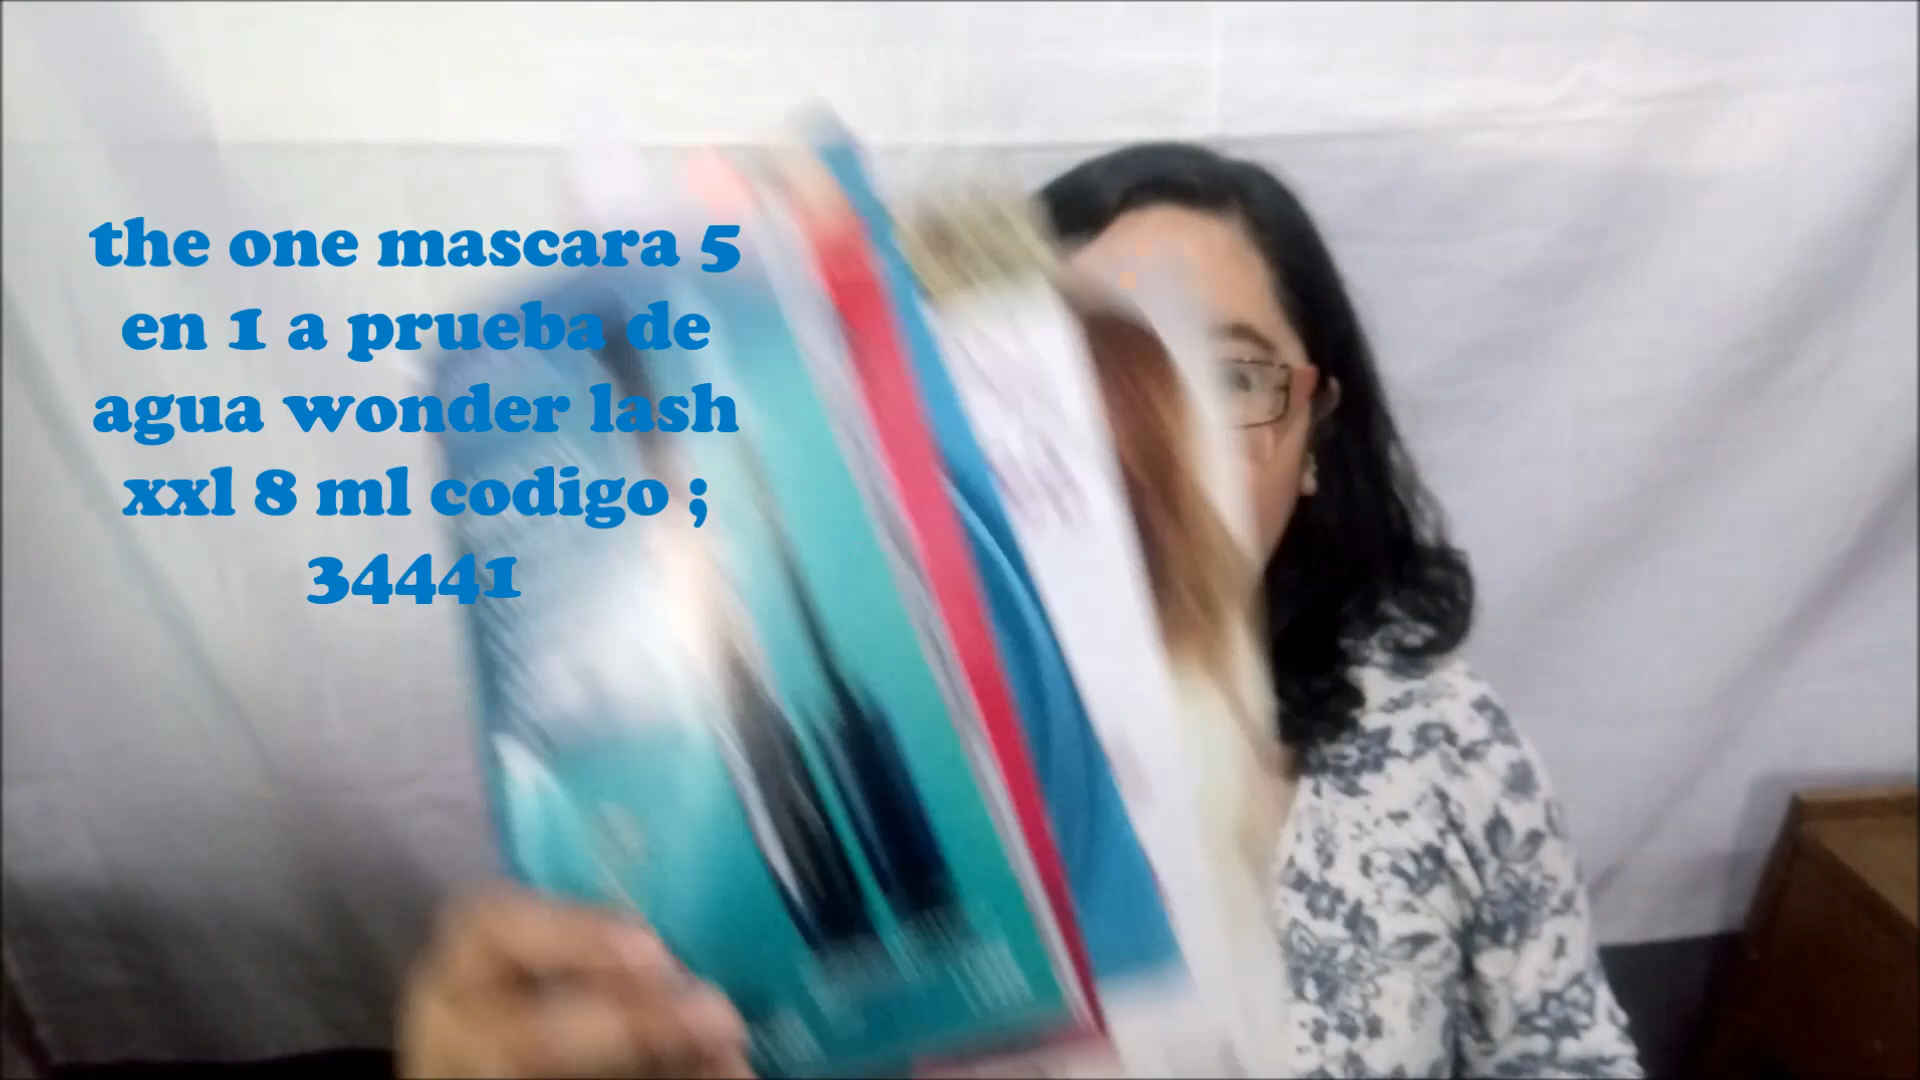 the one mascara 5
en 1 a prueba de
agua wonder lash
xxl 8 ml codigo ;
34441